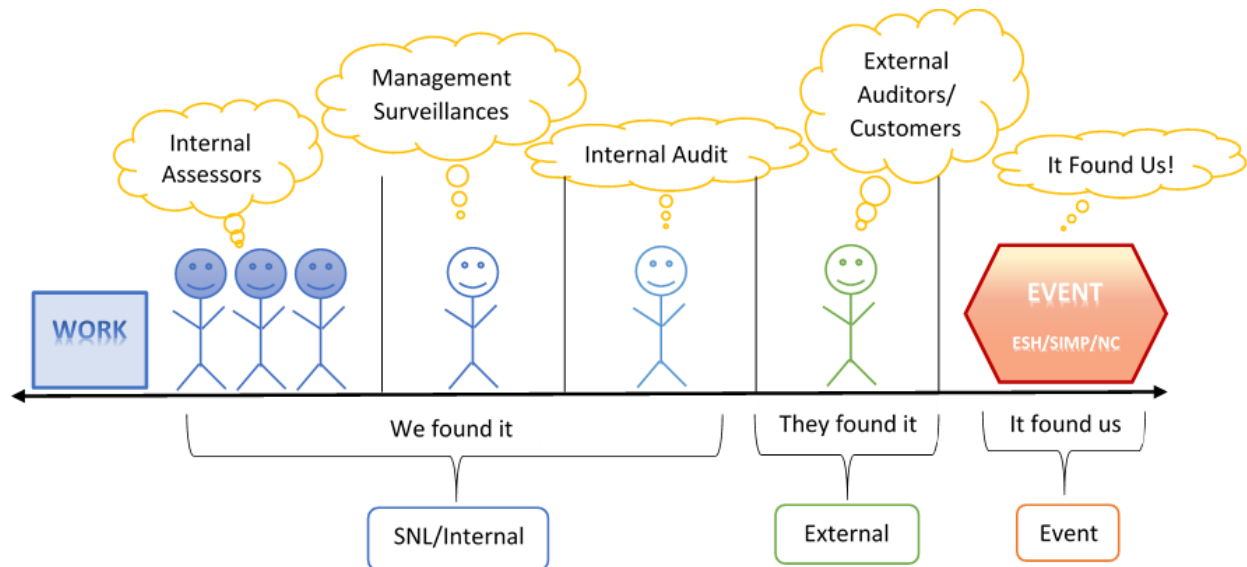 Internal
Assessors
Management
Surveillances
Internal Audit
External
Auditors/
Customers
It Found Us!
WORK
EVENT
ESH/SIMP/NC
We found it
They found it
It found us
SNL/Internal
External
Event